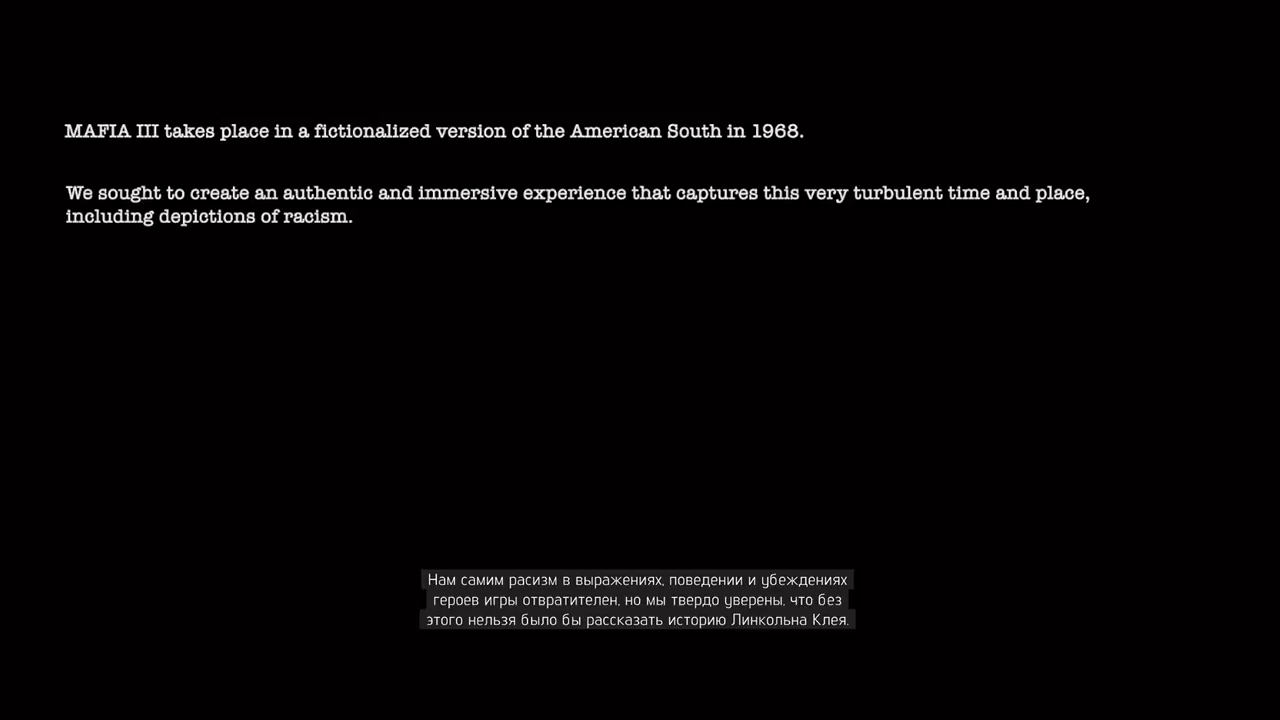 MAFIA III takes place in a fictionalized version of the American South in 1968.
We sought to create an authentic and immersive experience that captures this very turbulent time and place,
including depictions of racism.
Нам самим расизм в выражениях, поведении и убеждениях
героев игры отвратителен, но мы твердо уверены, что без
этого нельзя было бы рассказать историю Линкольна Клея.